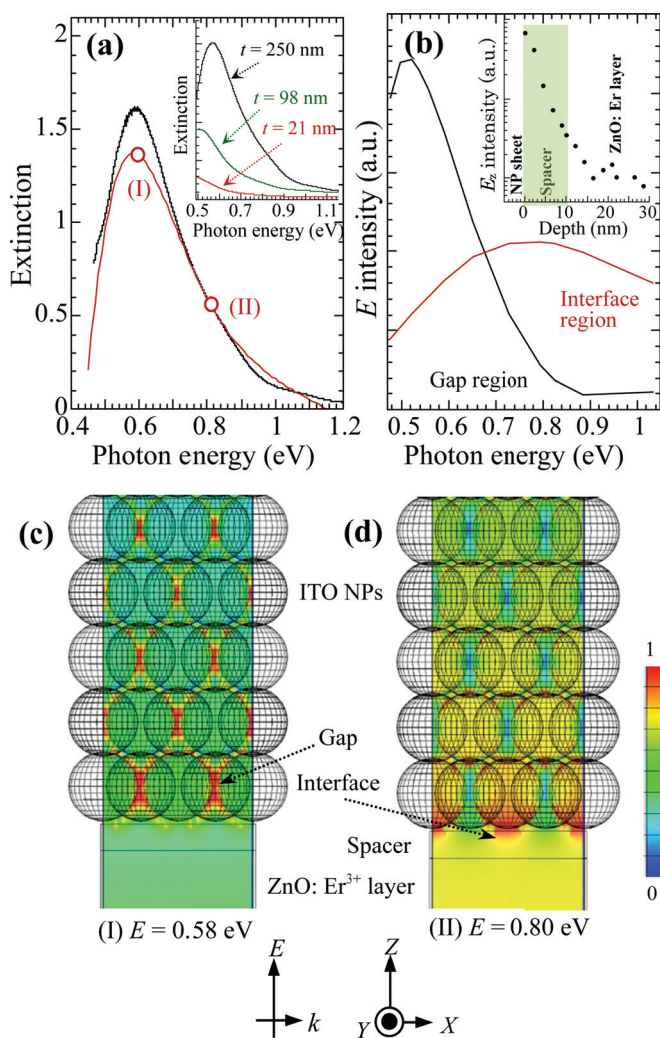 (a)
Extinction
2
1.5
1
0.5
0
0.4 0.6 0.8 1.0 1.2
Photon energy (eV)
(I)
(II)
Extinction
t = 250 nm
t = 98 nm
t = 21 nm
0.5 0.7 0.9 1.1
Photon energy (eV)
(b)
E intensity (a.u.)
0.5 0.6 0.7 0.8 0.9 1.0
Photon energy (eV)
Gap region
Interface
region
Ez intensity (a.u.)
NP sheet
Spacer
ZnO: Er layer
0 10 20 30
Depth (nm)
(c)
(d)
ITO NPs
Gap
Interface
Spacer
ZnO: Er3+ layer
1
0
(I) E = 0.58 eV
(II) E = 0.80 eV
E
k
Z
Y
X